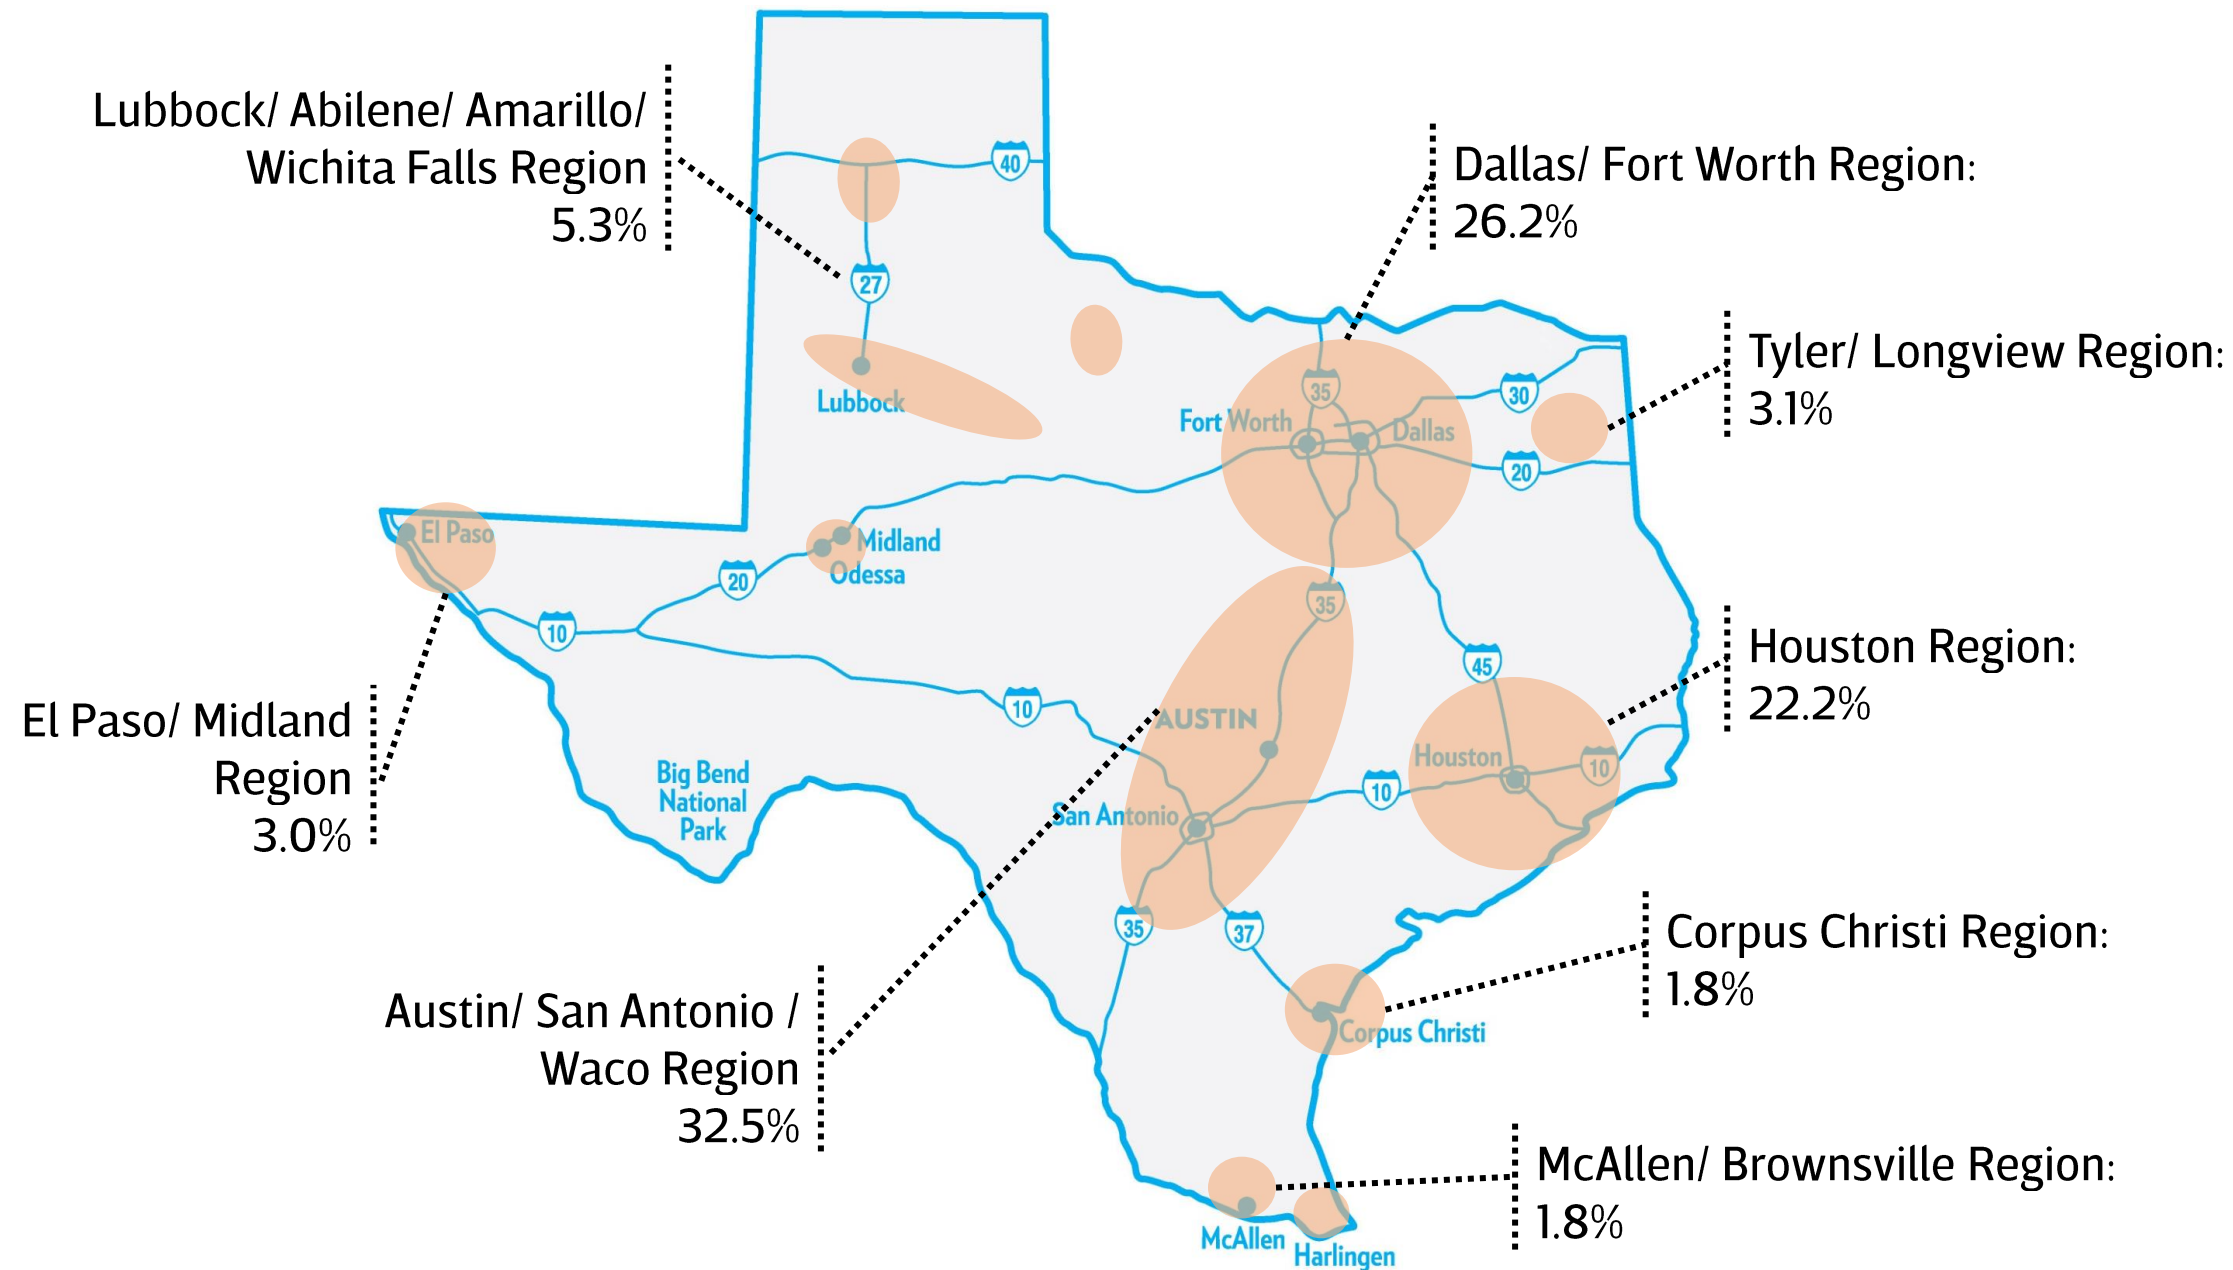 Lubbock/ Abilene/ Amarillo/
Wichita Falls Region
5.3%
Dallas/ Fort Worth Region:
26.2%
Tyler/ Longview Region:
3.1%
Houston Region:
22.2%
Corpus Christi Region:
1.8%
McAllen/ Brownsville Region:
1.8%
Austin/ San Antonio /
Waco Region
32.5%
El Paso/ Midland
Region
3.0%
40
27
Lubbock
35
30
Fort Worth
Dallas
20
El Paso
Midland
Odessa
20
10
35
45
10
AUSTIN
Houston
10
10
Big Bend
National
Park
San Antonio
35
37
Corpus Christi
McAllen
Harlingen